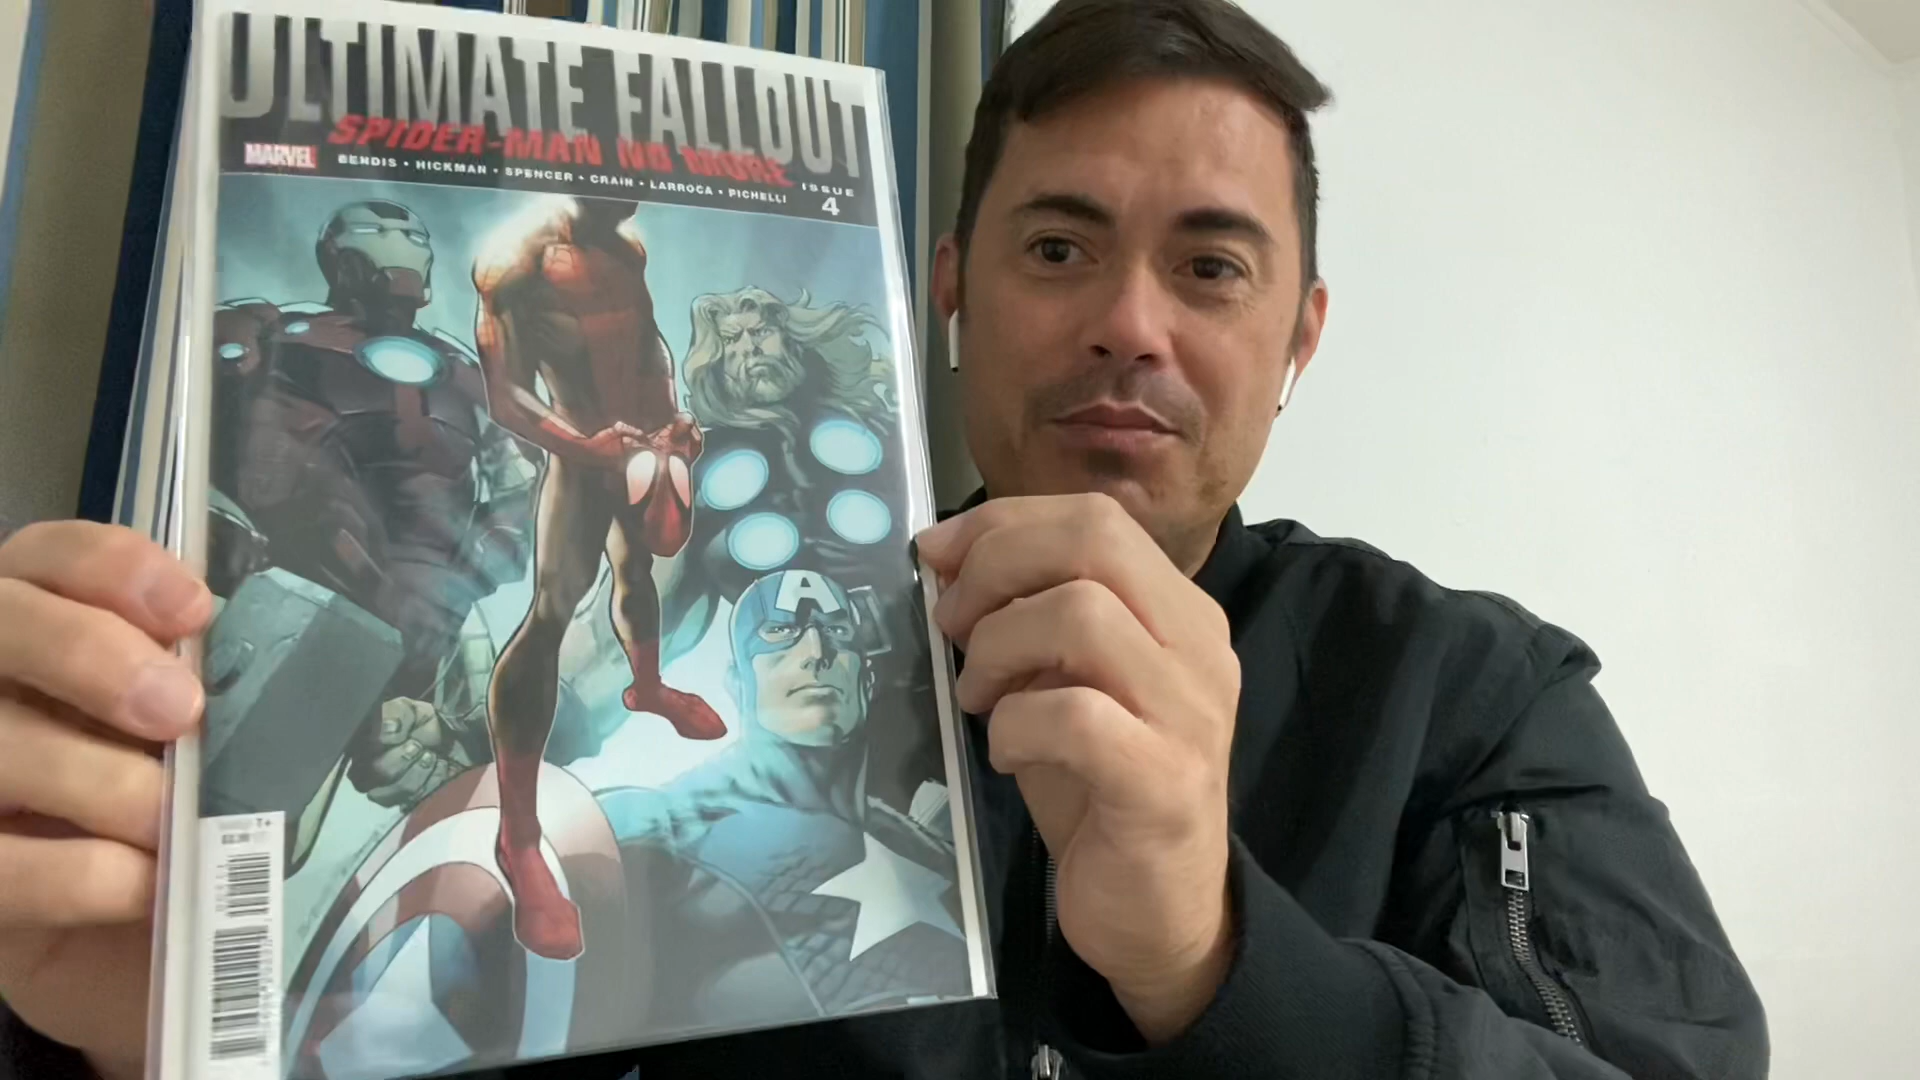 ULTIMATE FALLOUT
SPIDER-MAN NO MORE
MARVEL
BENDIS • HICKMAN • SPENCER • CRAIN • LARROCA • PICHELLI
ISSUE
4
T+
A